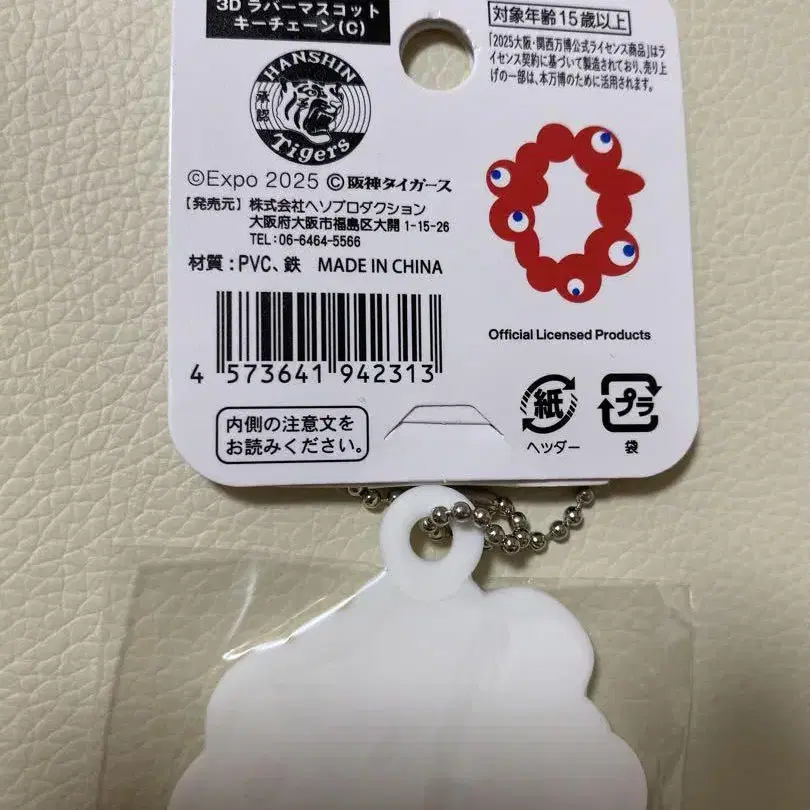 3D ラバーマスコット
キーチェーン(C)
HANSHIN
承認
Tigers
©Expo 2025 ©阪神タイガース
【発売元】株式会社ヘソプロダクション
大阪府大阪市福島区大開 1-15-26
TEL:06-6464-5566
材質:PVC、鉄 MADE IN CHINA
4 573641 942313
内側の注意文を
お読みください。
対象年齢15歳以上
「2025大阪・関西万博公式ライセンス商品」はラ
イセンス契約に基づいて製造されており、売り上
げの一部は、本万博のために活用されます。
Official Licensed Products
紙
ヘッダー
プラ
袋